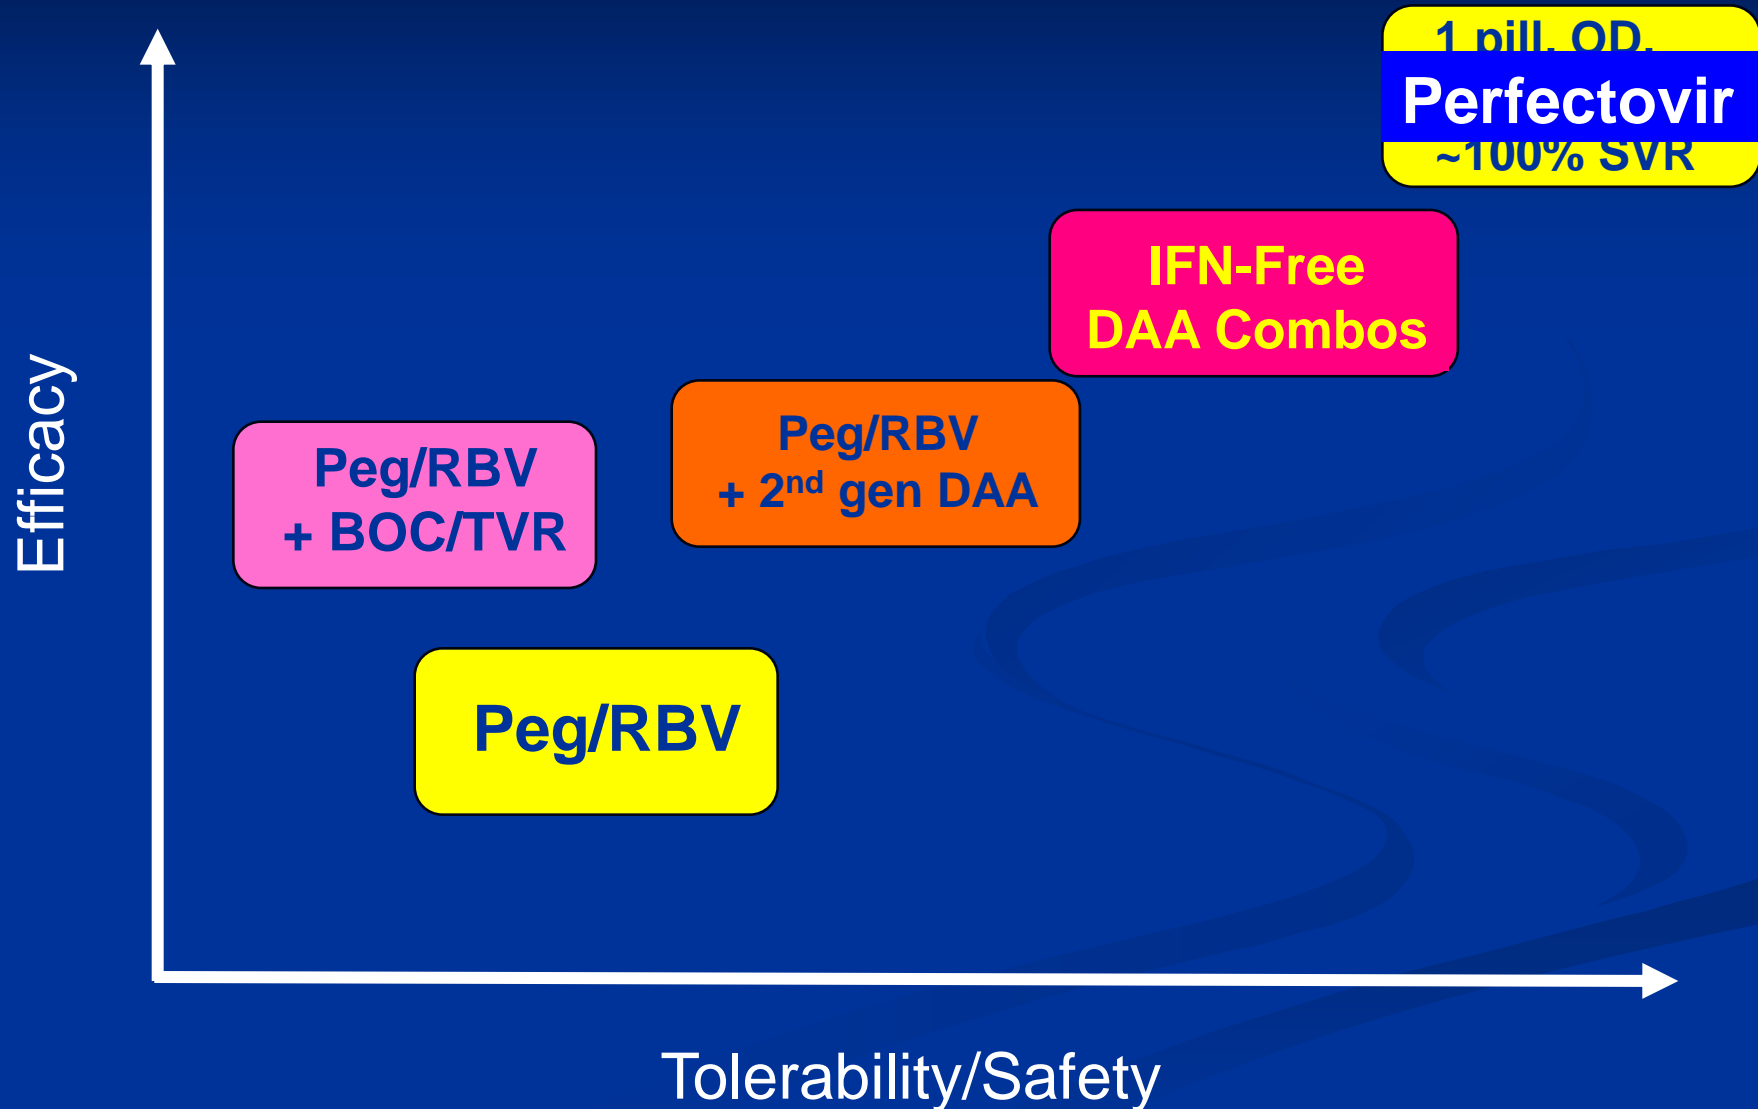 1 pill, OD,
Perfectovir
~100% SVR
IFN-Free
DAA Combos
Peg/RBV
+ 2nd gen DAA
Peg/RBV
+ BOC/TVR
Peg/RBV
Efficacy
Tolerability/Safety